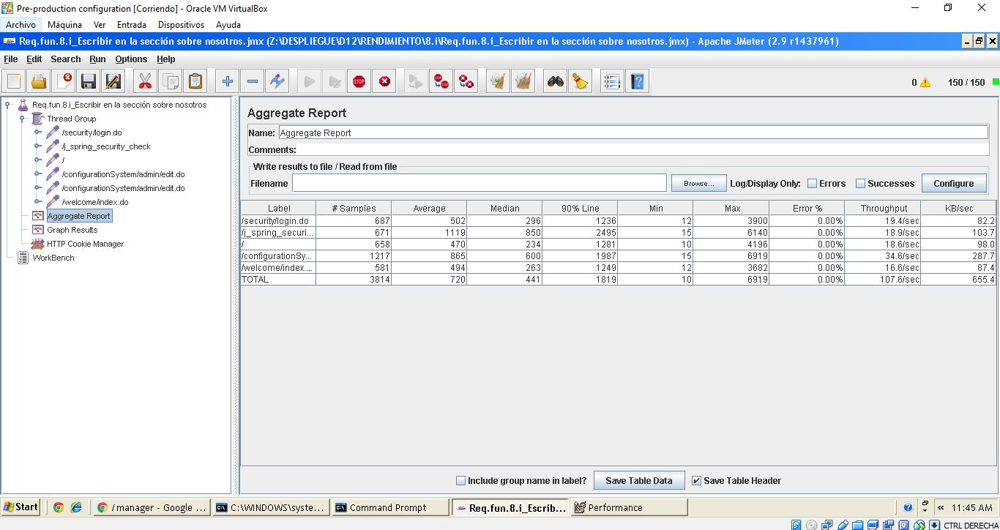 Pre-production configuration [Corriendo] - Oracle VM VirtualBox
Archivo Máquina Ver Entrada Dispositivos Ayuda
Req.fun.8.i_Escribir en la sección sobre nosotros.jmx (Z:\DESPLIEGUE\D12\RENDIMIENTO\8.i\Req.fun.8.i_Escribir en la sección sobre nosotros.jmx) - Apache JMeter (2.9 r1437961)
File Edit Search Run Options Help
STOP
0 150 / 150
Req.fun.8.i_Escribir en la sección sobre nosotros
Thread Group
/security/login.do
/j_spring_security_check
/
/configurationSystem/admin/edit.do
/configurationSystem/admin/edit.do
/welcome/index.do
Aggregate Report
Graph Results
HTTP Cookie Manager
WorkBench
Aggregate Report
Name: Aggregate Report
Comments:
Write results to file / Read from file
Filename Browse... Log/Display Only: Errors Successes Configure
Label # Samples Average Median 90% Line Min Max Error % Throughput KB/sec
/security/login.do 687 502 296 1236 12 3900 0.00% 19.4/sec 82.2
/j_spring_securi... 671 1119 850 2495 15 6140 0.00% 18.9/sec 103.7
/ 658 470 234 1281 10 4196 0.00% 18.6/sec 98.0
/configurationSy... 1217 865 600 1987 15 6919 0.00% 34.6/sec 287.7
/welcome/index.... 581 494 263 1249 12 3682 0.00% 16.6/sec 87.4
TOTAL 3814 720 441 1819 10 6919 0.00% 107.6/sec 655.4
Include group name in label? Save Table Data Save Table Header
Start /manager - Google ... C:\WINDOWS\syste... Command Prompt Req.fun.8.i_Escrib... Performance « 11:45 AM
CTRL DERECHA